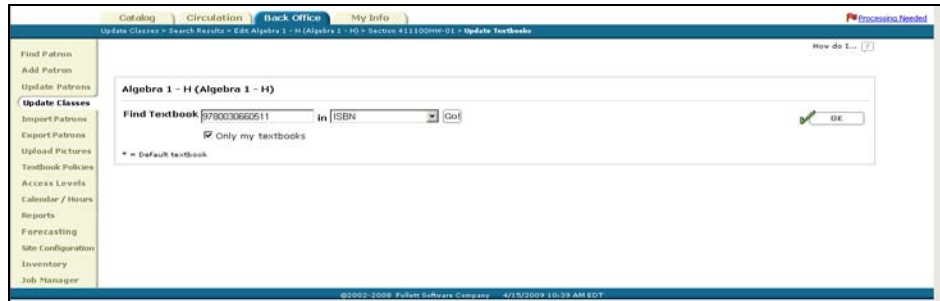 Catalog Circulation Back Office My Info Processing Needed
Update Classes > Search Results > Edit Algebra 1 - H (Algebra 1 - H) > Section 411100HW-01 > Update Textbooks
How do I... [?]
Find Patron
Add Patron
Update Patrons
Update Classes
Import Patrons
Export Patrons
Upload Pictures
Textbook Policies
Access Levels
Calendar / Hours
Reports
Forecasting
Site Configuration
Inventory
Job Manager
Algebra 1 - H (Algebra 1 - H)
Find Textbook 9780030660511 in ISBN Go! OK
Only my textbooks
* = Default textbook
©2002-2008 Follett Software Company 4/15/2009 10:39 AM EDT